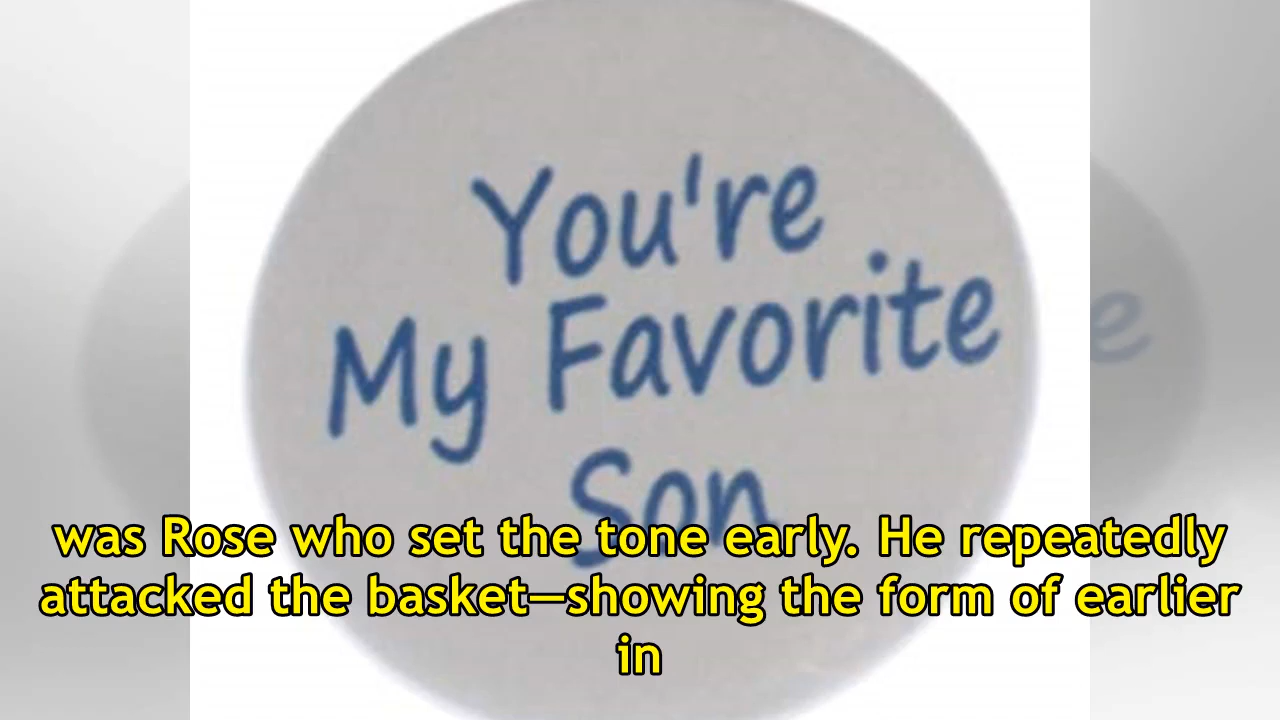 You're
My Favorite
Son
e
was Rose who set the tone early. He repeatedly
attacked the basket—showing the form of earlier
in